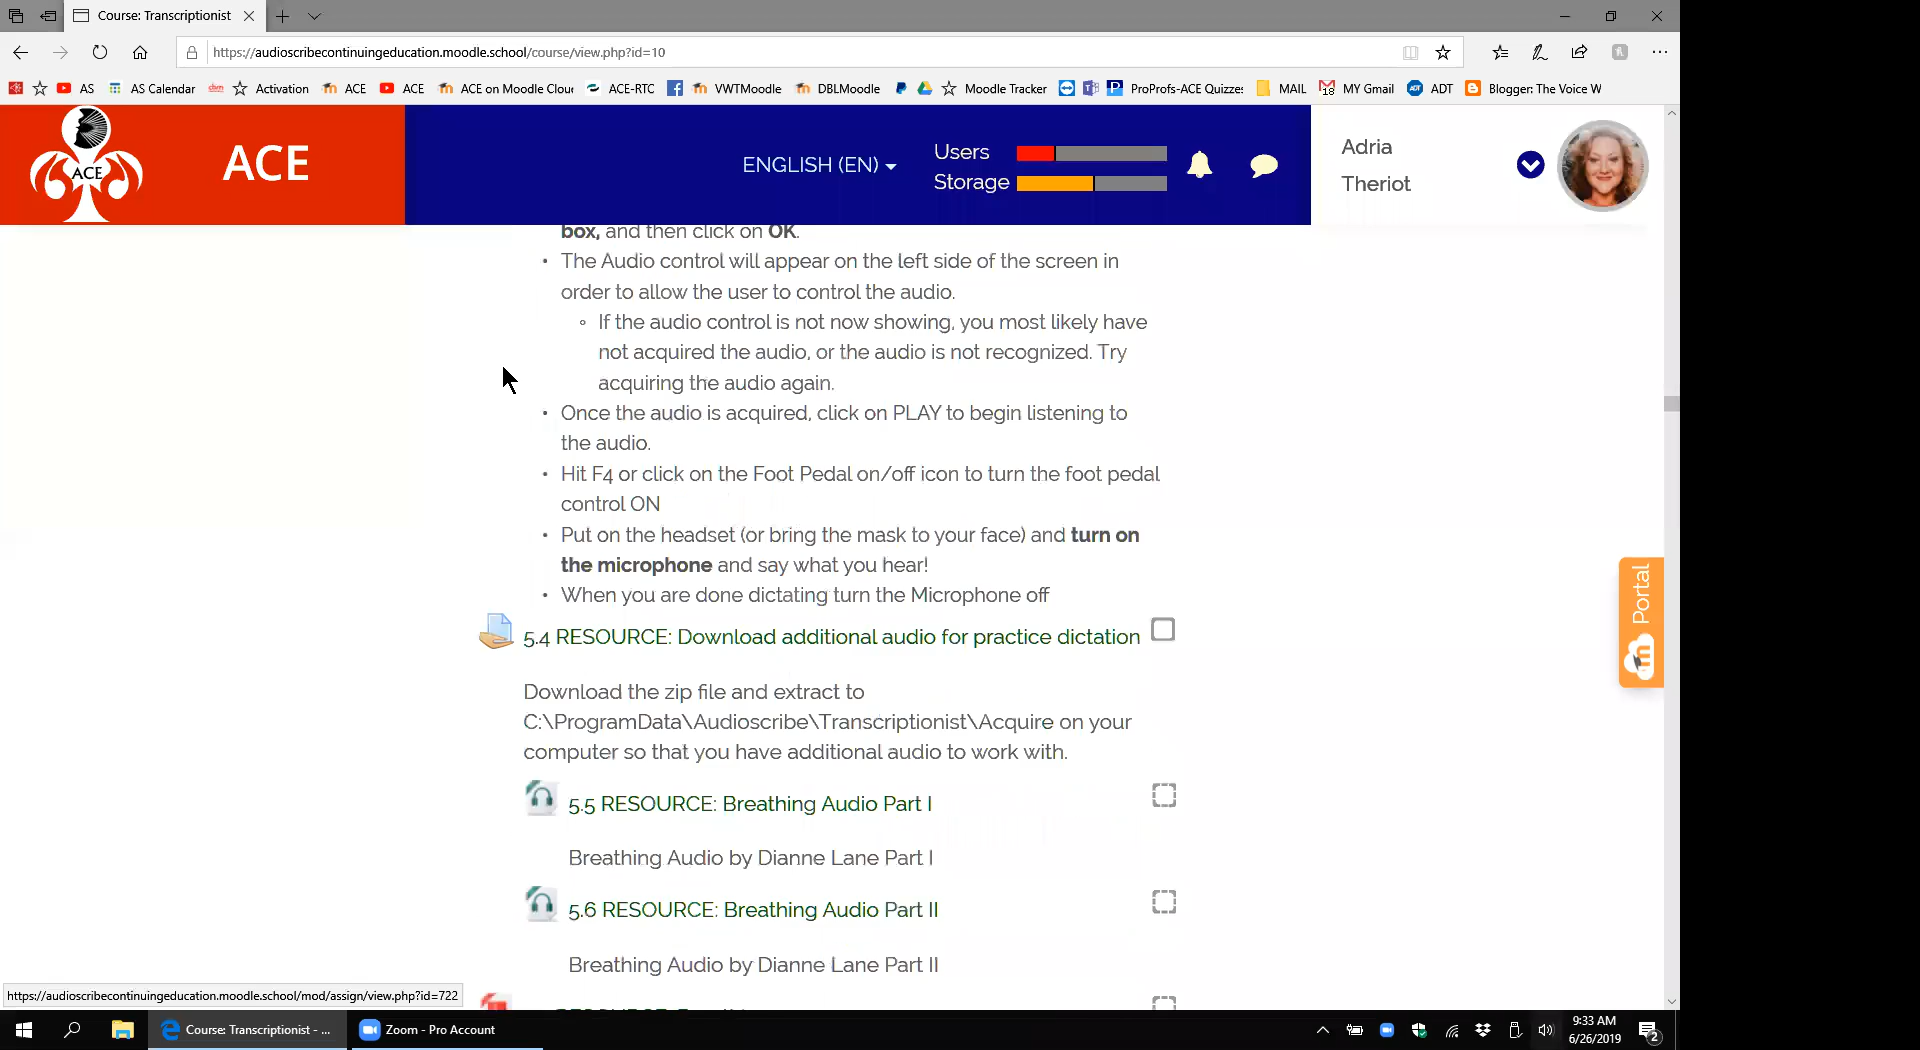 Course: Transcriptionist
https://audioscribecontinuingeducation.moodle.school/course/view.php?id=10
AS
AS Calendar
Activation
ACE
ACE
ACE on Moodle Clou
ACE-RTC
VWTMoodle
DBLMoodle
Moodle Tracker
ProProfs-ACE Quizzes
MAIL
18
MY Gmail
ADT
ADT
Blogger: The Voice W
ACE
ACE
ENGLISH (EN)
Users
Storage
Adria
Theriot
box, and then click on OK.
• The Audio control will appear on the left side of the screen in
order to allow the user to control the audio.
◦ If the audio control is not now showing, you most likely have
not acquired the audio, or the audio is not recognized. Try
acquiring the audio again.
• Once the audio is acquired, click on PLAY to begin listening to
the audio.
• Hit F4 or click on the Foot Pedal on/off icon to turn the foot pedal
control ON
• Put on the headset (or bring the mask to your face) and turn on
the microphone and say what you hear!
• When you are done dictating turn the Microphone off
5.4 RESOURCE: Download additional audio for practice dictation
Download the zip file and extract to
C:\ProgramData\Audioscribe\Transcriptionist\Acquire on your
computer so that you have additional audio to work with.
5.5 RESOURCE: Breathing Audio Part I
Breathing Audio by Dianne Lane Part I
5.6 RESOURCE: Breathing Audio Part II
Breathing Audio by Dianne Lane Part II
Portal
https://audioscribecontinuingeducation.moodle.school/mod/assign/view.php?id=722
Course: Transcriptionist - ...
Zoom - Pro Account
9:33 AM
6/26/2019
2